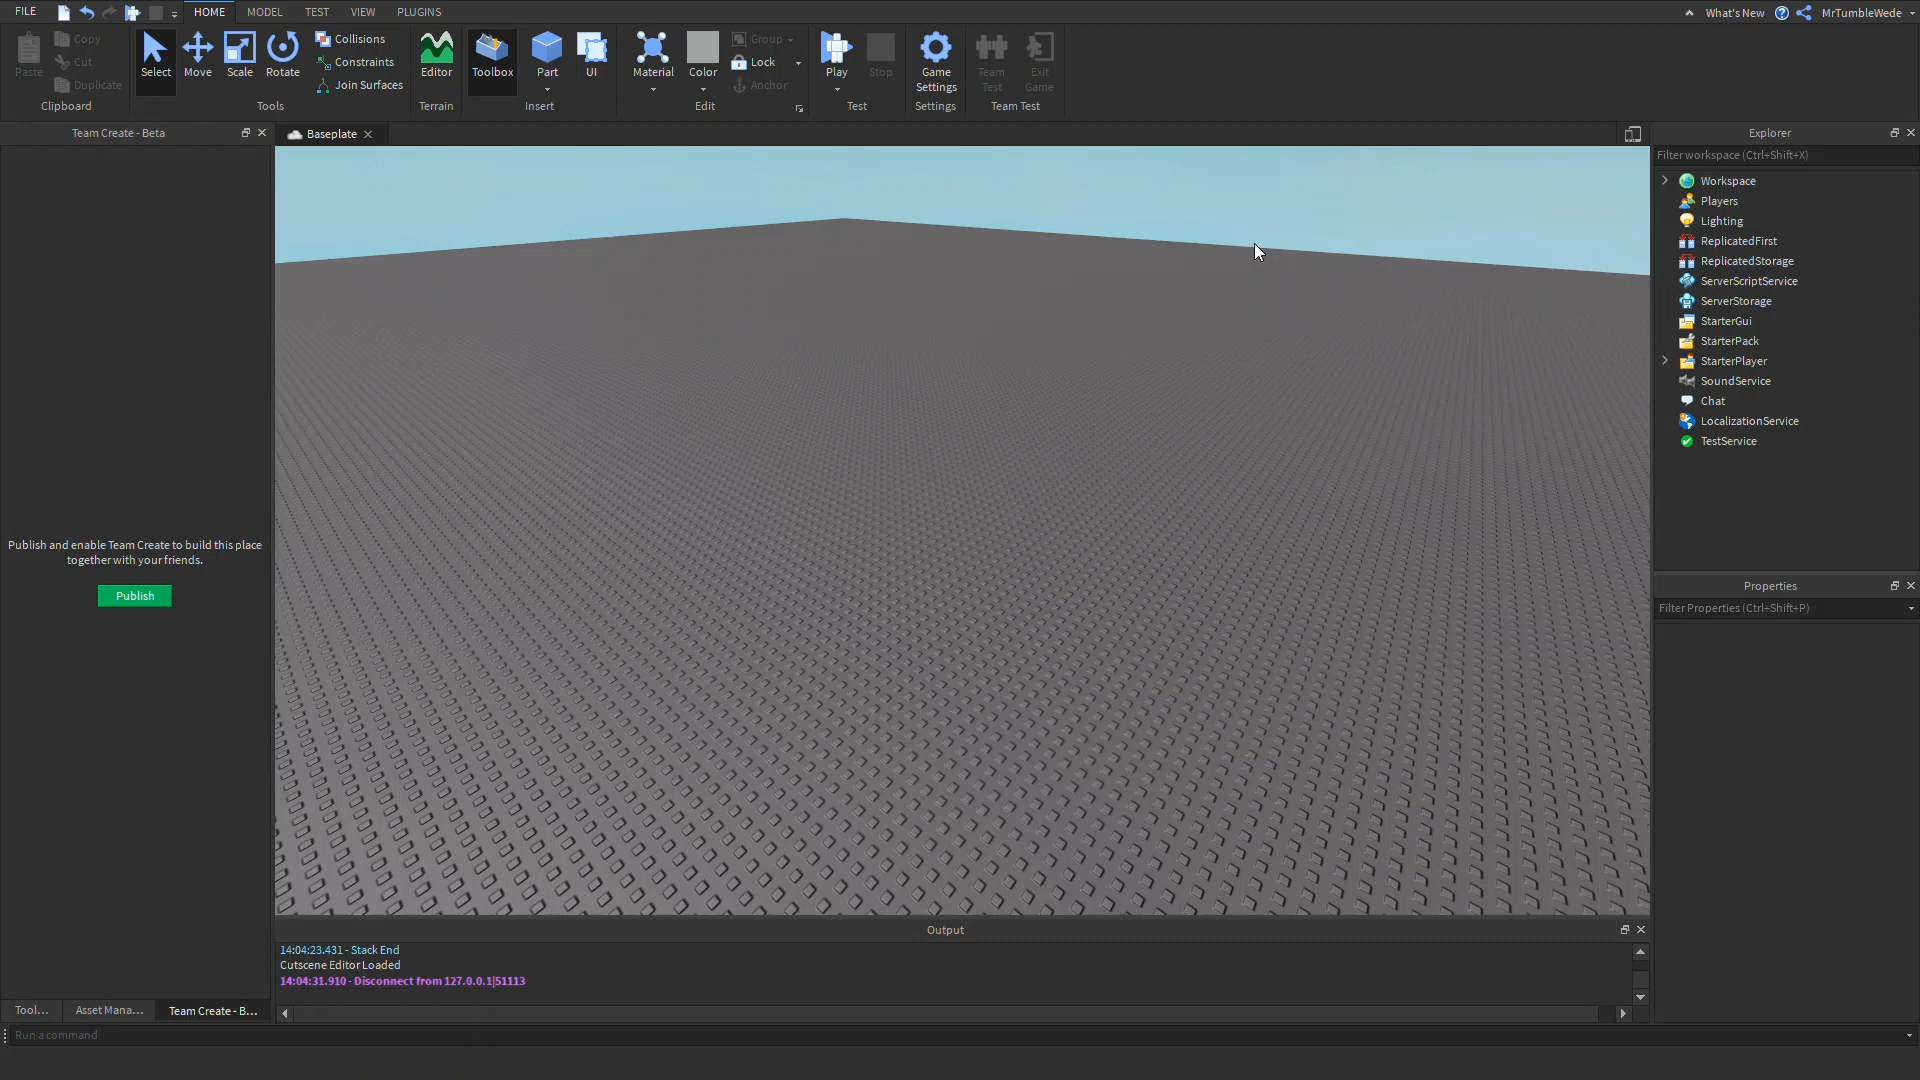 FILE
HOME
MODEL
TEST
VIEW
PLUGINS
What's New
MrTumbleWede
Paste
Copy
Cut
Duplicate
Clipboard
Select
Move
Scale
Rotate
Collisions
Constraints
Join Surfaces
Tools
Editor
Terrain
Toolbox
Part
UI
Insert
Material
Color
Group
Lock
Anchor
Edit
Play
Stop
Test
Game
Settings
Settings
Team
Test
Exit
Game
Team Test
Team Create - Beta
Baseplate
Explorer
Filter workspace (Ctrl+Shift+X)
Workspace
Players
Lighting
ReplicatedFirst
ReplicatedStorage
ServerScriptService
ServerStorage
StarterGui
StarterPack
StarterPlayer
SoundService
Chat
LocalizationService
TestService
Publish and enable Team Create to build this place
together with your friends.
Publish
Properties
Filter Properties (Ctrl+Shift+P)
Output
14:04:23.431 - Stack End
Cutscene Editor Loaded
14:04:31.910 - Disconnect from 127.0.0.1|51113
Tool...
Asset Mana...
Team Create - B...
Run a command